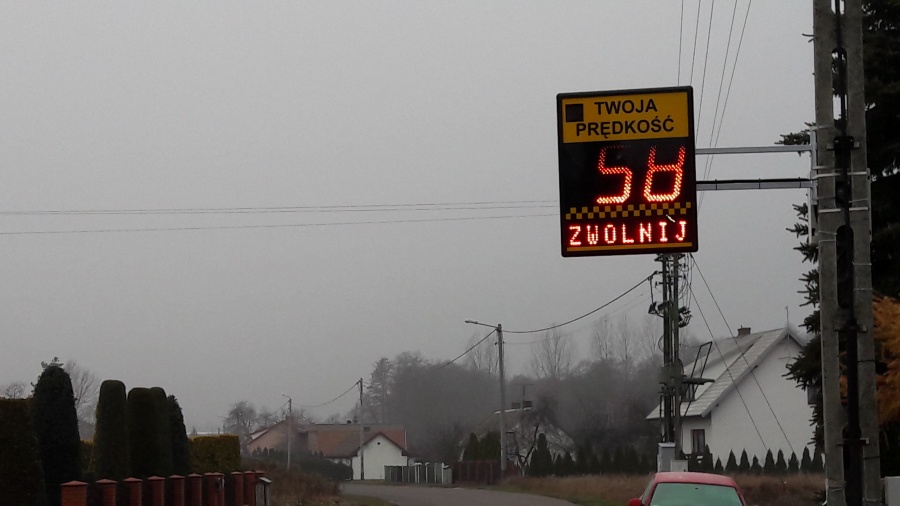 TWOJA
PRĘDKOŚĆ
58
ZWOLNIJ